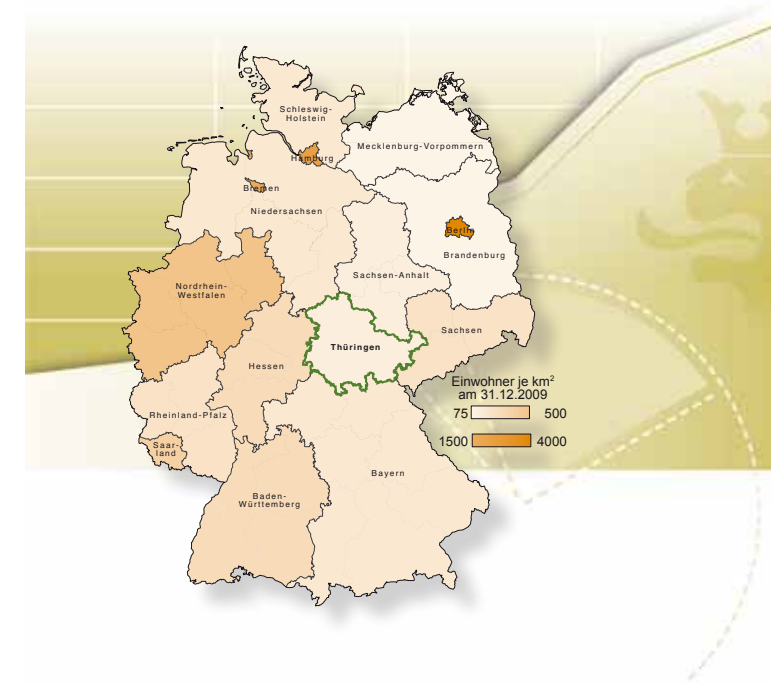 Schleswig-
Holstein
Mecklenburg-Vorpommern
Hamburg
Bremen
Niedersachsen
Berlin
Brandenburg
Sachsen-Anhalt
Nordrhein-
Westfalen
Sachsen
Thüringen
Hessen
Einwohner je km²
am 31.12.2009
75 500
1500 4000
Rheinland-Pfalz
Saar-
land
Bayern
Baden-
Württemberg